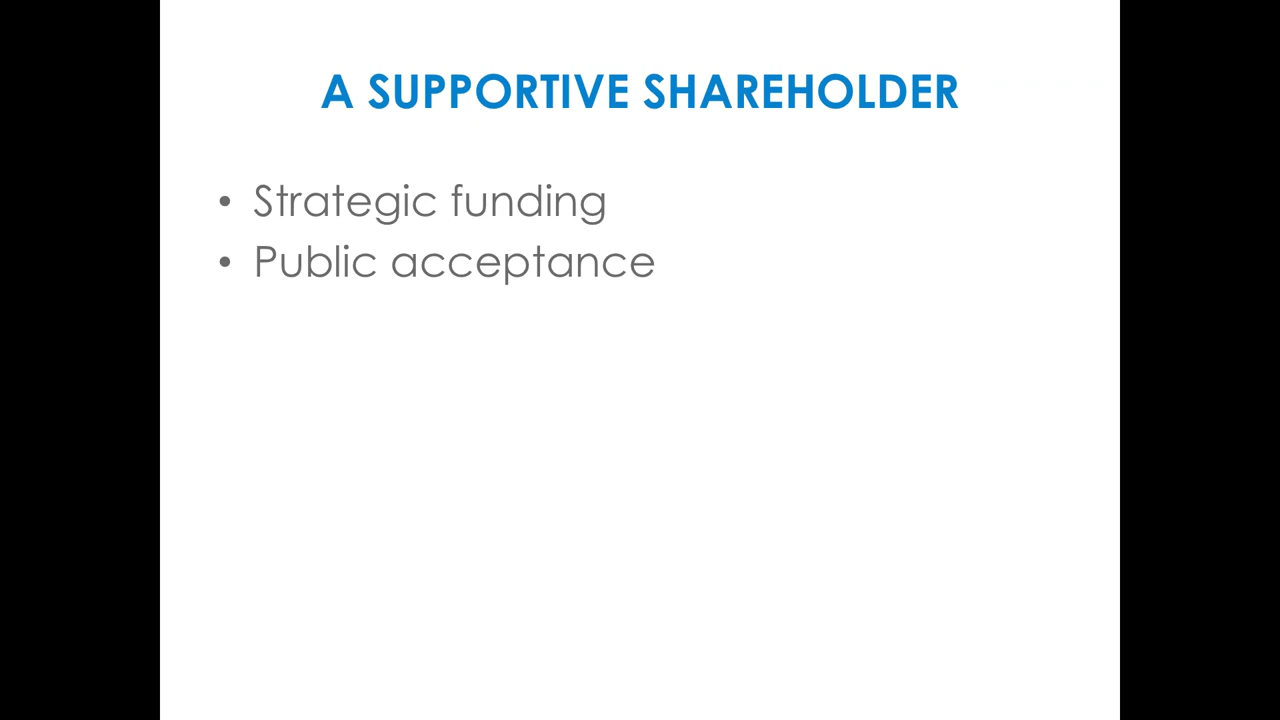 A SUPPORTIVE SHAREHOLDER
• Strategic funding
• Public acceptance